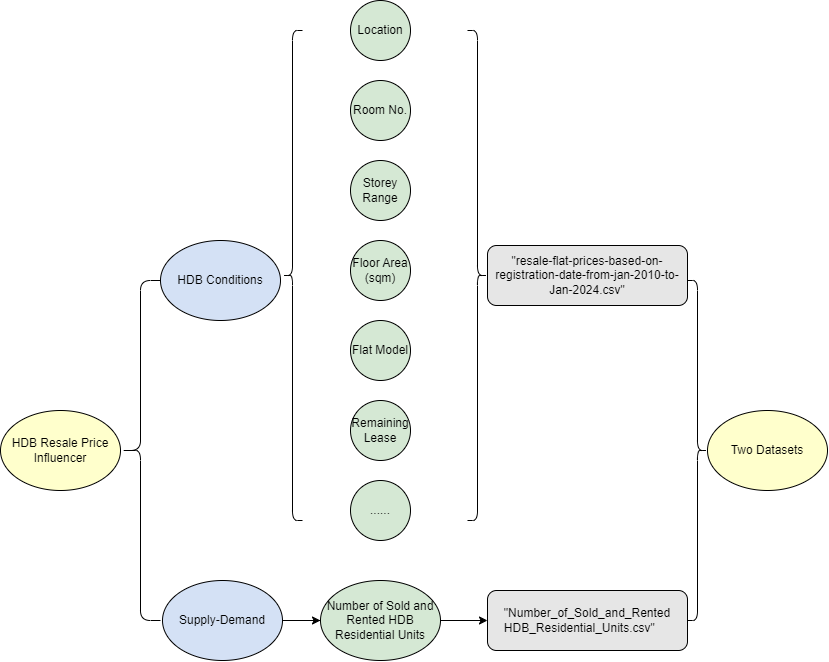 Location
Room No.
Storey
Range
Floor Area
(sqm)
Flat Model
Remaining
Lease
......
HDB Conditions
"resale-flat-prices-based-on-
registration-date-from-jan-2010-to-
Jan-2024.csv"
HDB Resale Price
Influencer
Two Datasets
Supply-Demand
Number of Sold and
Rented HDB
Residential Units
"Number_of_Sold_and_Rented
HDB_Residential_Units.csv"